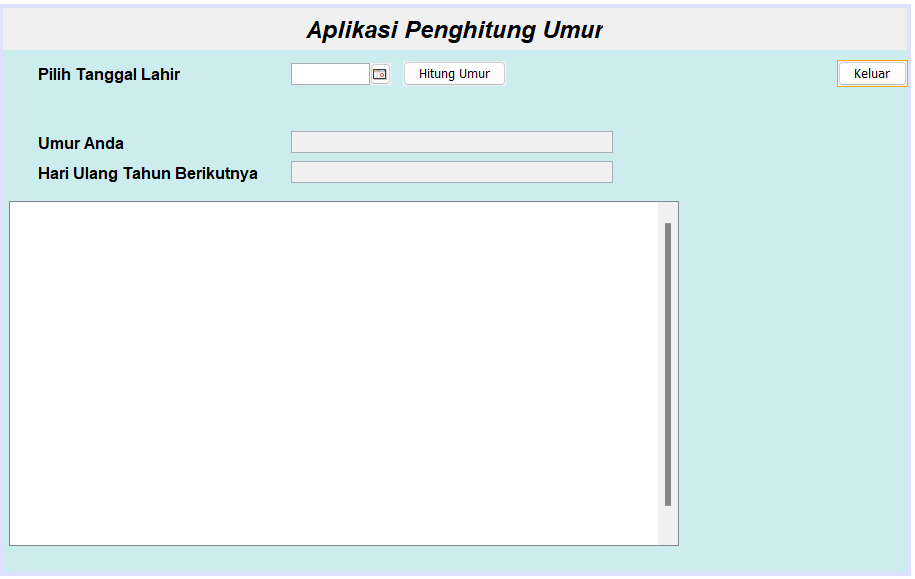 Aplikasi Penghitung Umur
Pilih Tanggal Lahir
Hitung Umur
Keluar
Umur Anda
Hari Ulang Tahun Berikutnya